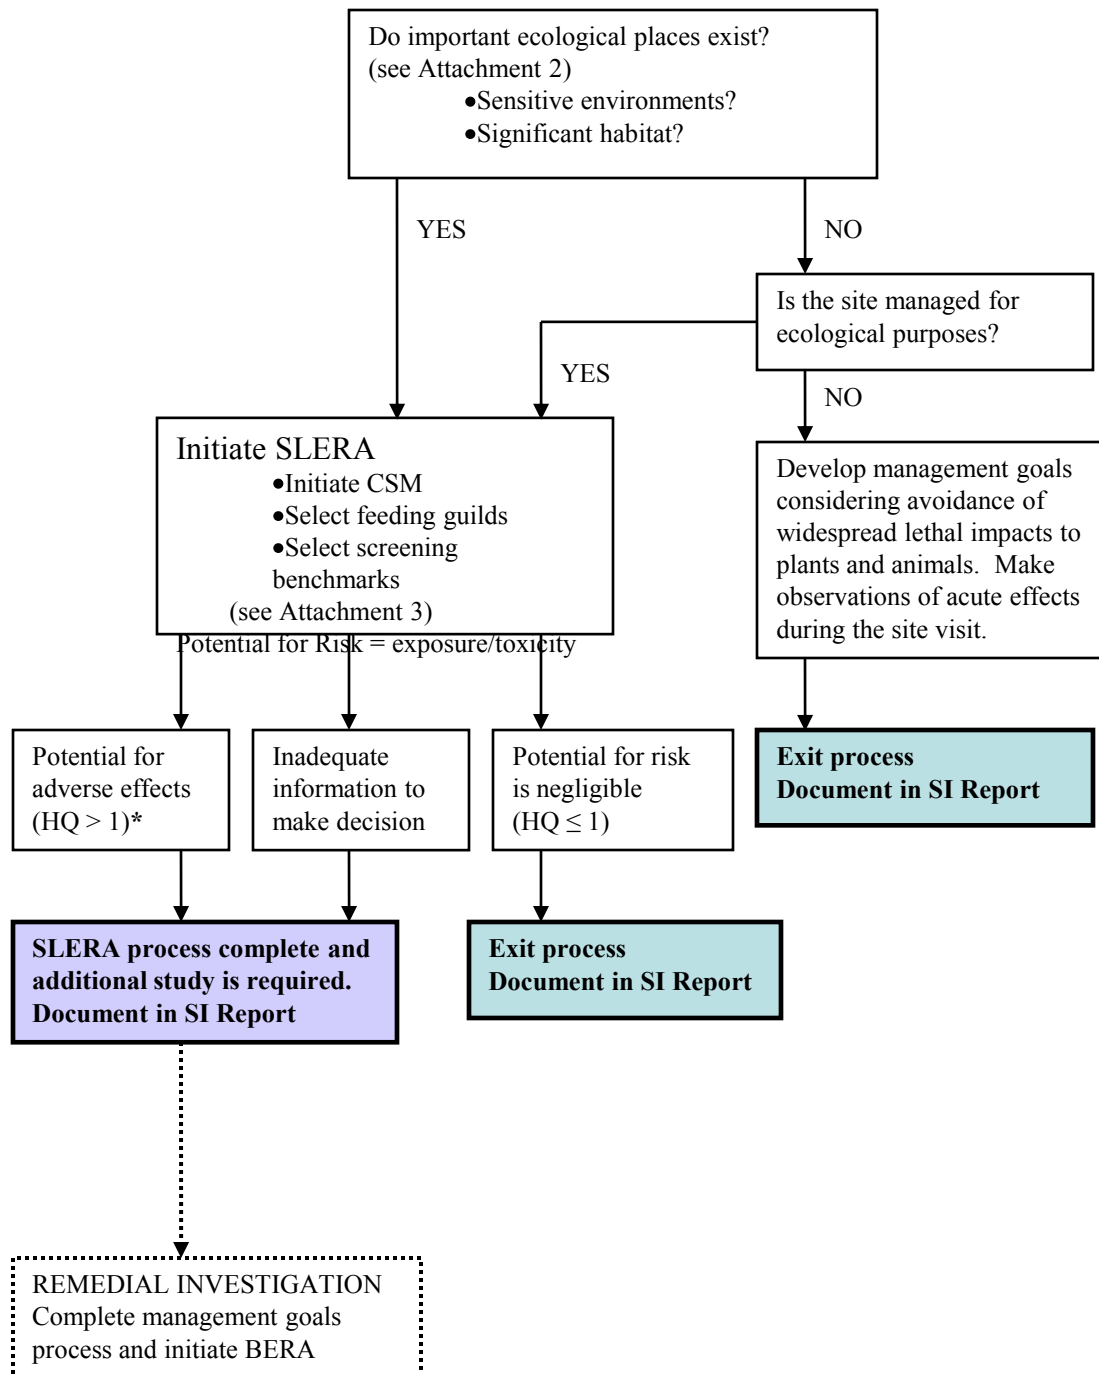 Do important ecological places exist?
(see Attachment 2)
•Sensitive environments?
•Significant habitat?
YES
NO
Is the site managed for
ecological purposes?
YES
NO
Initiate SLERA
•Initiate CSM
•Select feeding guilds
•Select screening
benchmarks
(see Attachment 3)
Potential for Risk = exposure/toxicity
Develop management goals
considering avoidance of
widespread lethal impacts to
plants and animals.  Make
observations of acute effects
during the site visit.
Potential for
adverse effects
(HQ > 1)*
Inadequate
information to
make decision
Potential for risk
is negligible
(HQ ≤ 1)
Exit process
Document in SI Report
SLERA process complete and
additional study is required.
Document in SI Report
Exit process
Document in SI Report
REMEDIAL INVESTIGATION
Complete management goals
process and initiate BERA